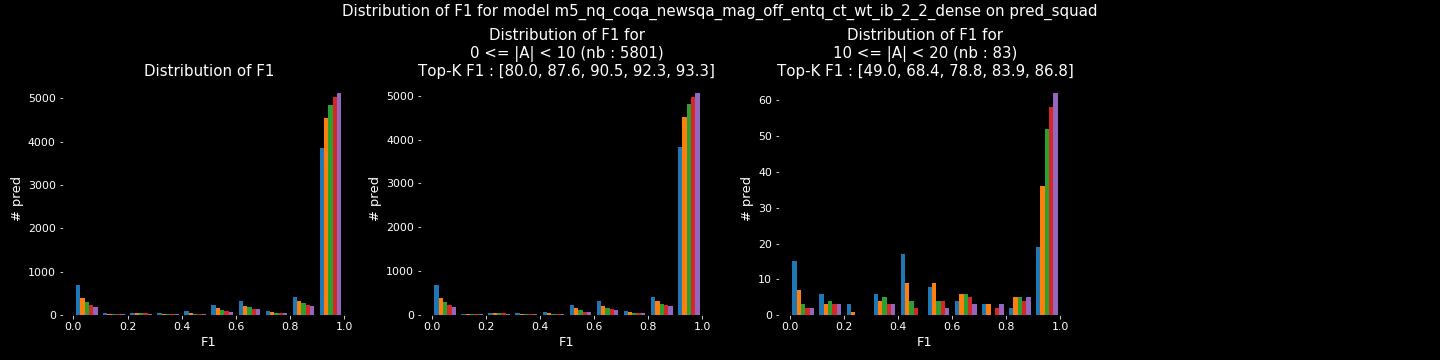 Distribution of F1 for model m5_nq_coqa_newsqa_mag_off_entq_ct_wt_ib_2_2_dense on pred_squad
Distribution of F1
5000
4000
3000
2000
1000
0
# pred
0.0 0.2 0.4 0.6 0.8 1.0
F1
Distribution of F1 for
0 <= |A| < 10 (nb : 5801)
Top-K F1 : [80.0, 87.6, 90.5, 92.3, 93.3]
5000
4000
3000
2000
1000
0
# pred
0.0 0.2 0.4 0.6 0.8 1.0
F1
Distribution of F1 for
10 <= |A| < 20 (nb : 83)
Top-K F1 : [49.0, 68.4, 78.8, 83.9, 86.8]
60
50
40
30
20
10
0
# pred
0.0 0.2 0.4 0.6 0.8 1.0
F1